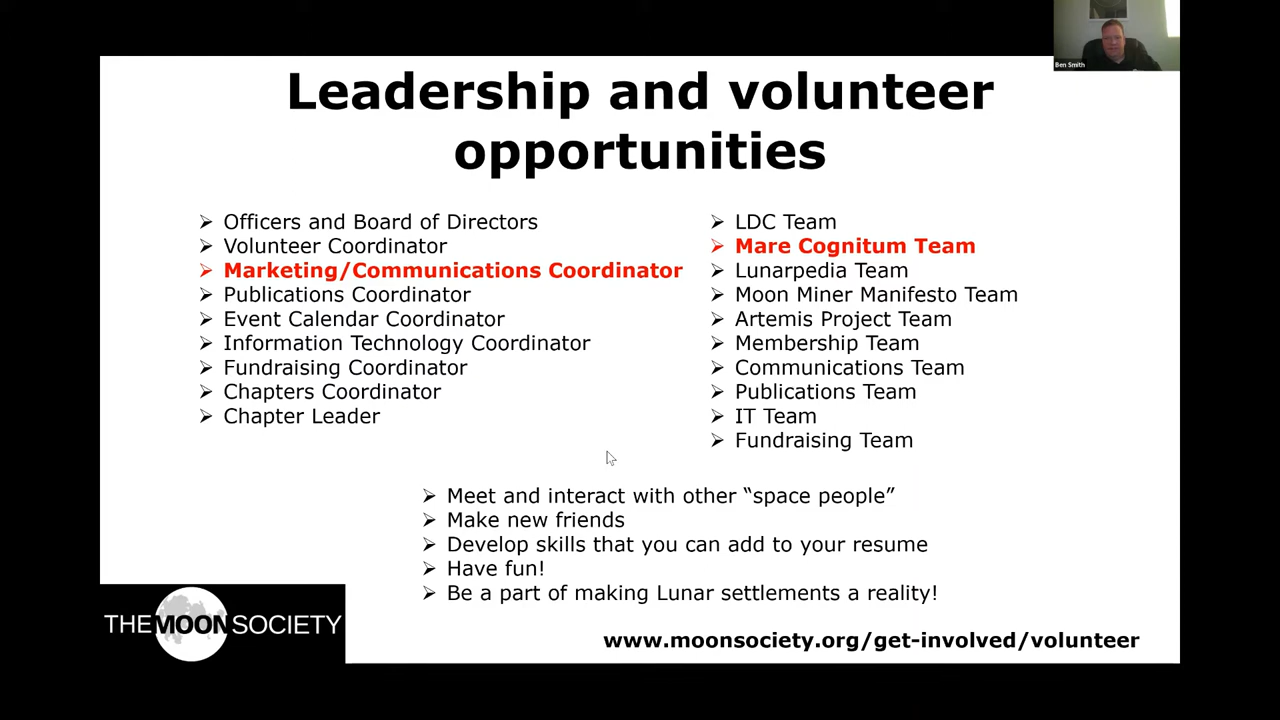 Ben Smith
Leadership and volunteer
opportunities
Officers and Board of Directors
Volunteer Coordinator
Marketing/Communications Coordinator
Publications Coordinator
Event Calendar Coordinator
Information Technology Coordinator
Fundraising Coordinator
Chapters Coordinator
Chapter Leader
LDC Team
Mare Cognitum Team
Lunarpedia Team
Moon Miner Manifesto Team
Artemis Project Team
Membership Team
Communications Team
Publications Team
IT Team
Fundraising Team
Meet and interact with other “space people”
Make new friends
Develop skills that you can add to your resume
Have fun!
Be a part of making Lunar settlements a reality!
THEMOONSOCIETY
www.moonsociety.org/get-involved/volunteer